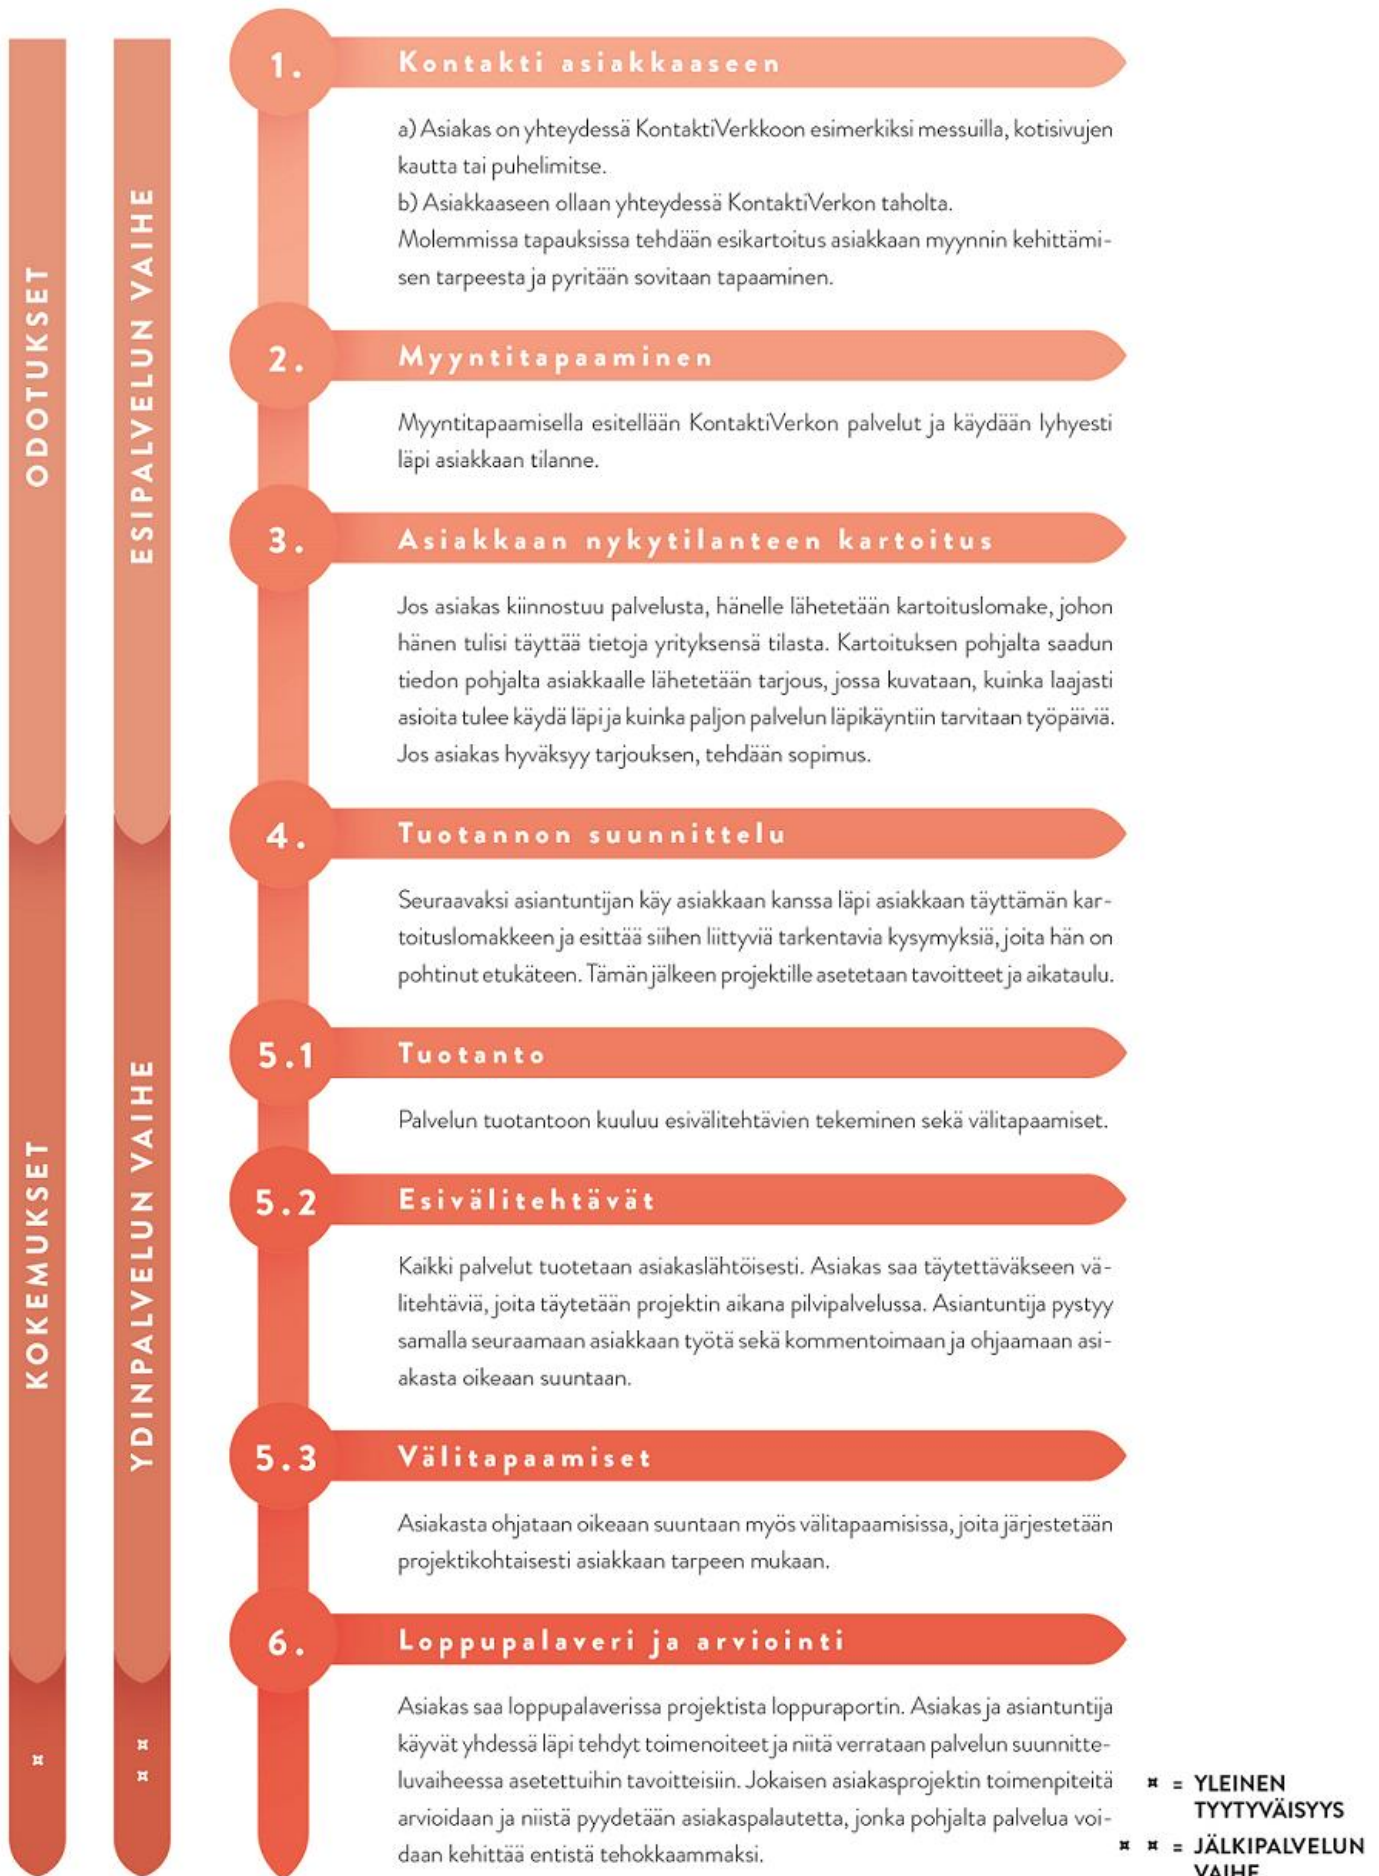 1.
Kontakti asiakkaaseen
a) Asiakas on yhteydessä KontaktiVerkkoon esimerkiksi messuilla, kotisivujen
kautta tai puhelimitse.
b) Asiakkaaseen ollaan yhteydessä KontaktiVerkon taholta.
Molemmissa tapauksissa tehdään esikartoitus asiakkaan myynnin kehittämi-
sen tarpeesta ja pyritään sovitaan tapaaminen.
ODOTUKSET
ESIPALVELUN VAIHE
2.
Myyntitapaaminen
Myyntitapaamisella esitellään KontaktiVerkon palvelut ja käydään lyhyesti
läpi asiakkaan tilanne.
3.
Asiakkaan nykytilanteen kartoitus
Jos asiakas kiinnostuu palvelusta, hänelle lähetetään kartoituslomake, johon
hänen tulisi täyttää tietoja yrityksensä tilasta. Kartoituksen pohjalta saadun
tiedon pohjalta asiakkaalle lähetetään tarjous, jossa kuvataan, kuinka laajasti
asioita tulee käydä läpi ja kuinka paljon palvelun läpikäyntiin tarvitaan työpäiviä.
Jos asiakas hyväksyy tarjouksen, tehdään sopimus.
4.
Tuotannon suunnittelu
Seuraavaksi asiantuntijan käy asiakkaan kanssa läpi asiakkaan täyttämän kar-
toituslomakkeen ja esittää siihen liittyviä tarkentavia kysymyksiä, joita hän on
pohtinut etukäteen. Tämän jälkeen projektille asetetaan tavoitteet ja aikataulu.
5.1
Tuotanto
Palvelun tuotantoon kuuluu esivälitehtävien tekeminen sekä välitapaamiset.
KOKEMUKSET
YDINPALVELUN VAIHE
5.2
Esivälitehtävät
Kaikki palvelut tuotetaan asiakaslähtöisesti. Asiakas saa täytettäväkseen vä-
litehtäviä, joita täytetään projektin aikana pilvipalvelussa. Asiantuntija pystyy
samalla seuraamaan asiakkaan työtä sekä kommentoimaan ja ohjaamaan asi-
akasta oikeaan suuntaan.
5.3
Välitapaamiset
Asiakasta ohjataan oikeaan suuntaan myös välitapaamisissa, joita järjestetään
projektikohtaisesti asiakkaan tarpeen mukaan.
6.
Loppupalaveri ja arviointi
Asiakas saa loppupalaverissa projektista loppuraportin. Asiakas ja asiantuntija
käyvät yhdessä läpi tehdyt toimenoiteet ja niitä verrataan palvelun suunnitte-
luvaiheessa asetettuihin tavoitteisiin. Jokaisen asiakasprojektin toimenpiteitä
arvioidaan ja niistä pyydetään asiakaspalautetta, jonka pohjalta palvelua voi-
daan kehittää entistä tehokkaammaksi.
¤
¤
¤
¤ = YLEINEN
TYYTYVÄISYYS
¤ ¤ = JÄLKIPALVELUN
VAIHE